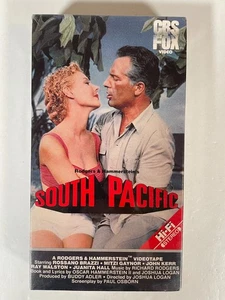 CBS
FOX
VIDEO
Rodgers & Hammerstein's
SOUTH PACIFIC
Hi-Fi
STEREO
A RODGERS & HAMMERSTEIN™ VIDEOTAPE
Starring ROSSANO BRAZZI • MITZI GAYNOR • JOHN KERR
RAY WALSTON • JUANITA HALL Music by RICHARD RODGERS
Book and Lyrics by OSCAR HAMMERSTEIN II and JOSHUA LOGAN
Produced by BUDDY ADLER • Directed by JOSHUA LOGAN
Screenplay by PAUL OSBORN